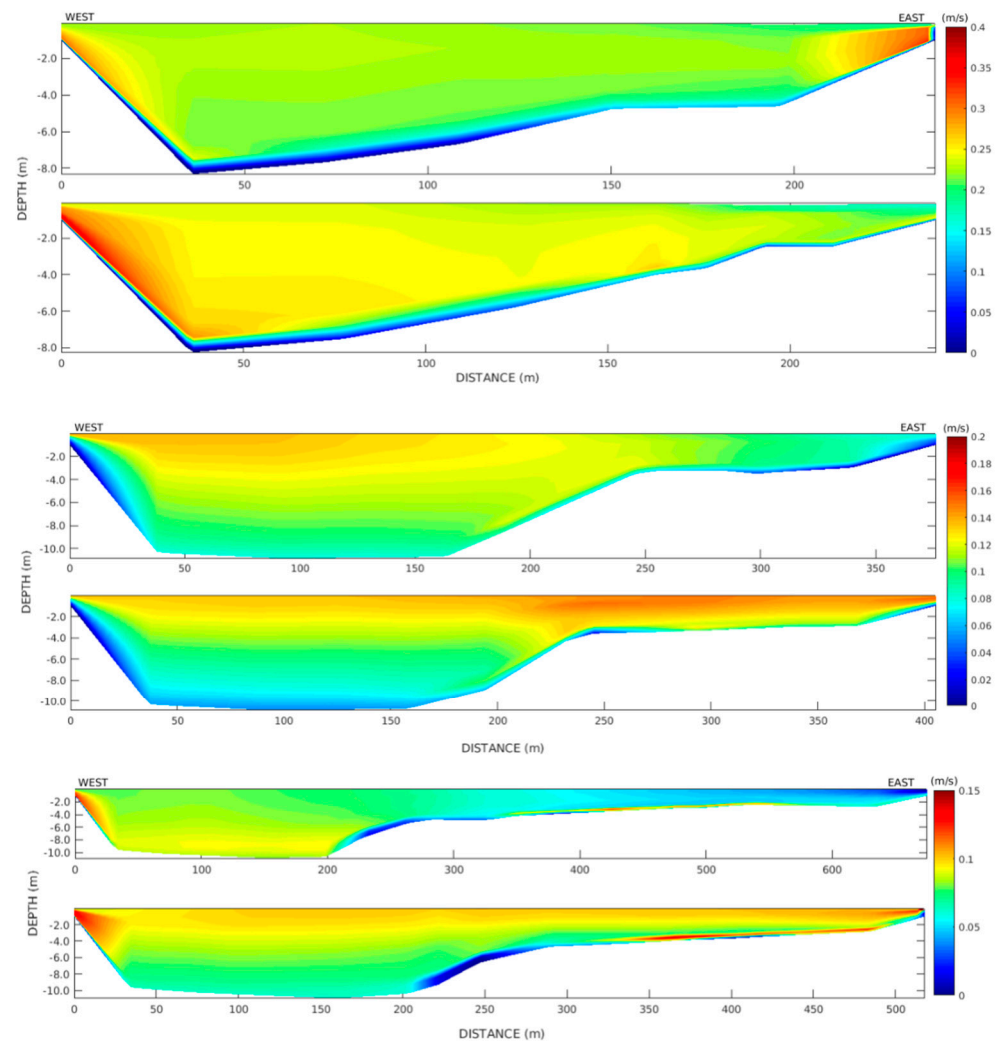 WEST EAST (m/s)
0.4
-2.0 0.35
0.3
-4.0 0.25
0.2
-6.0 0.15
0.1
-8.0
0 50 100 150 200
DEPTH (m)
-2.0
-4.0
0.05
-6.0
-8.0 0
0 50 100 150 200
DISTANCE (m)
WEST EAST (m/s)
0.2
-2.0 0.18
-4.0 0.16
-6.0 0.14
-8.0 0.12
-10.0
0 50 100 150 200 250 300 350
0.1
DEPTH (m)
0.08
-2.0 0.06
-4.0
-6.0 0.04
-8.0 0.02
-10.0 0
0 50 100 150 200 250 300 350 400
DISTANCE (m)
WEST EAST (m/s)
0.15
-2.0
-4.0
-6.0
-8.0
-10.0 0.1
0 100 200 300 400 500 600
DEPTH (m)
-2.0 0.05
-4.0
-6.0
-8.0
-10.0 0
0 50 100 150 200 250 300 350 400 450 500
DISTANCE (m)